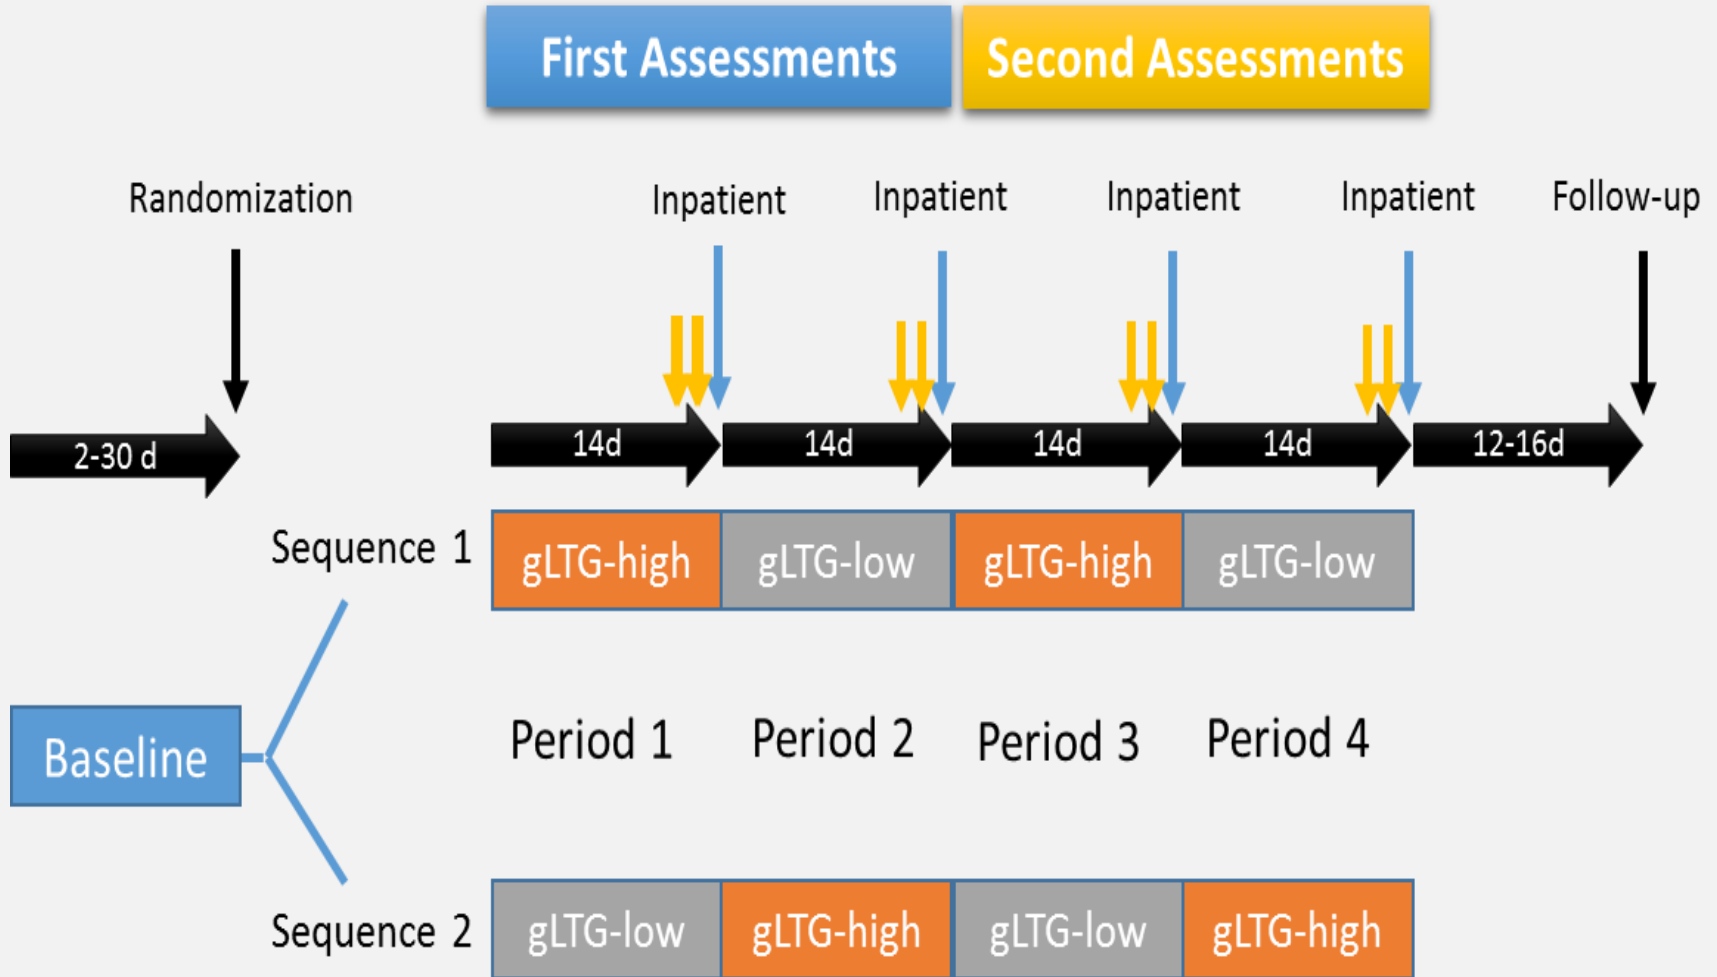 First Assessments
Second Assessments
Randomization
Inpatient
Inpatient
Inpatient
Inpatient
Follow-up
2-30 d
14d
14d
14d
14d
12-16d
Sequence 1
gLTG-high
gLTG-low
gLTG-high
gLTG-low
Baseline
Period 1
Period 2
Period 3
Period 4
Sequence 2
gLTG-low
gLTG-high
gLTG-low
gLTG-high